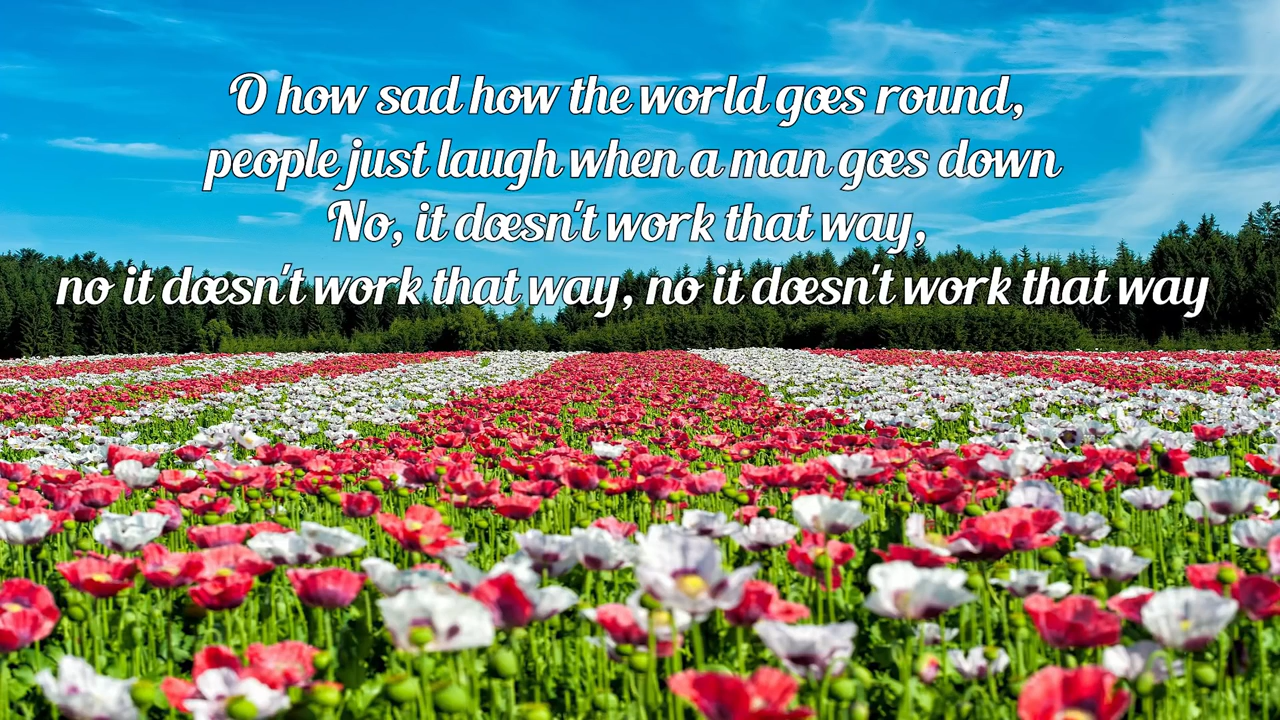 O how sad how the world goes round,
people just laugh when a man goes down
No, it doesn't work that way,
no it doesn't work that way, no it doesn't work that way